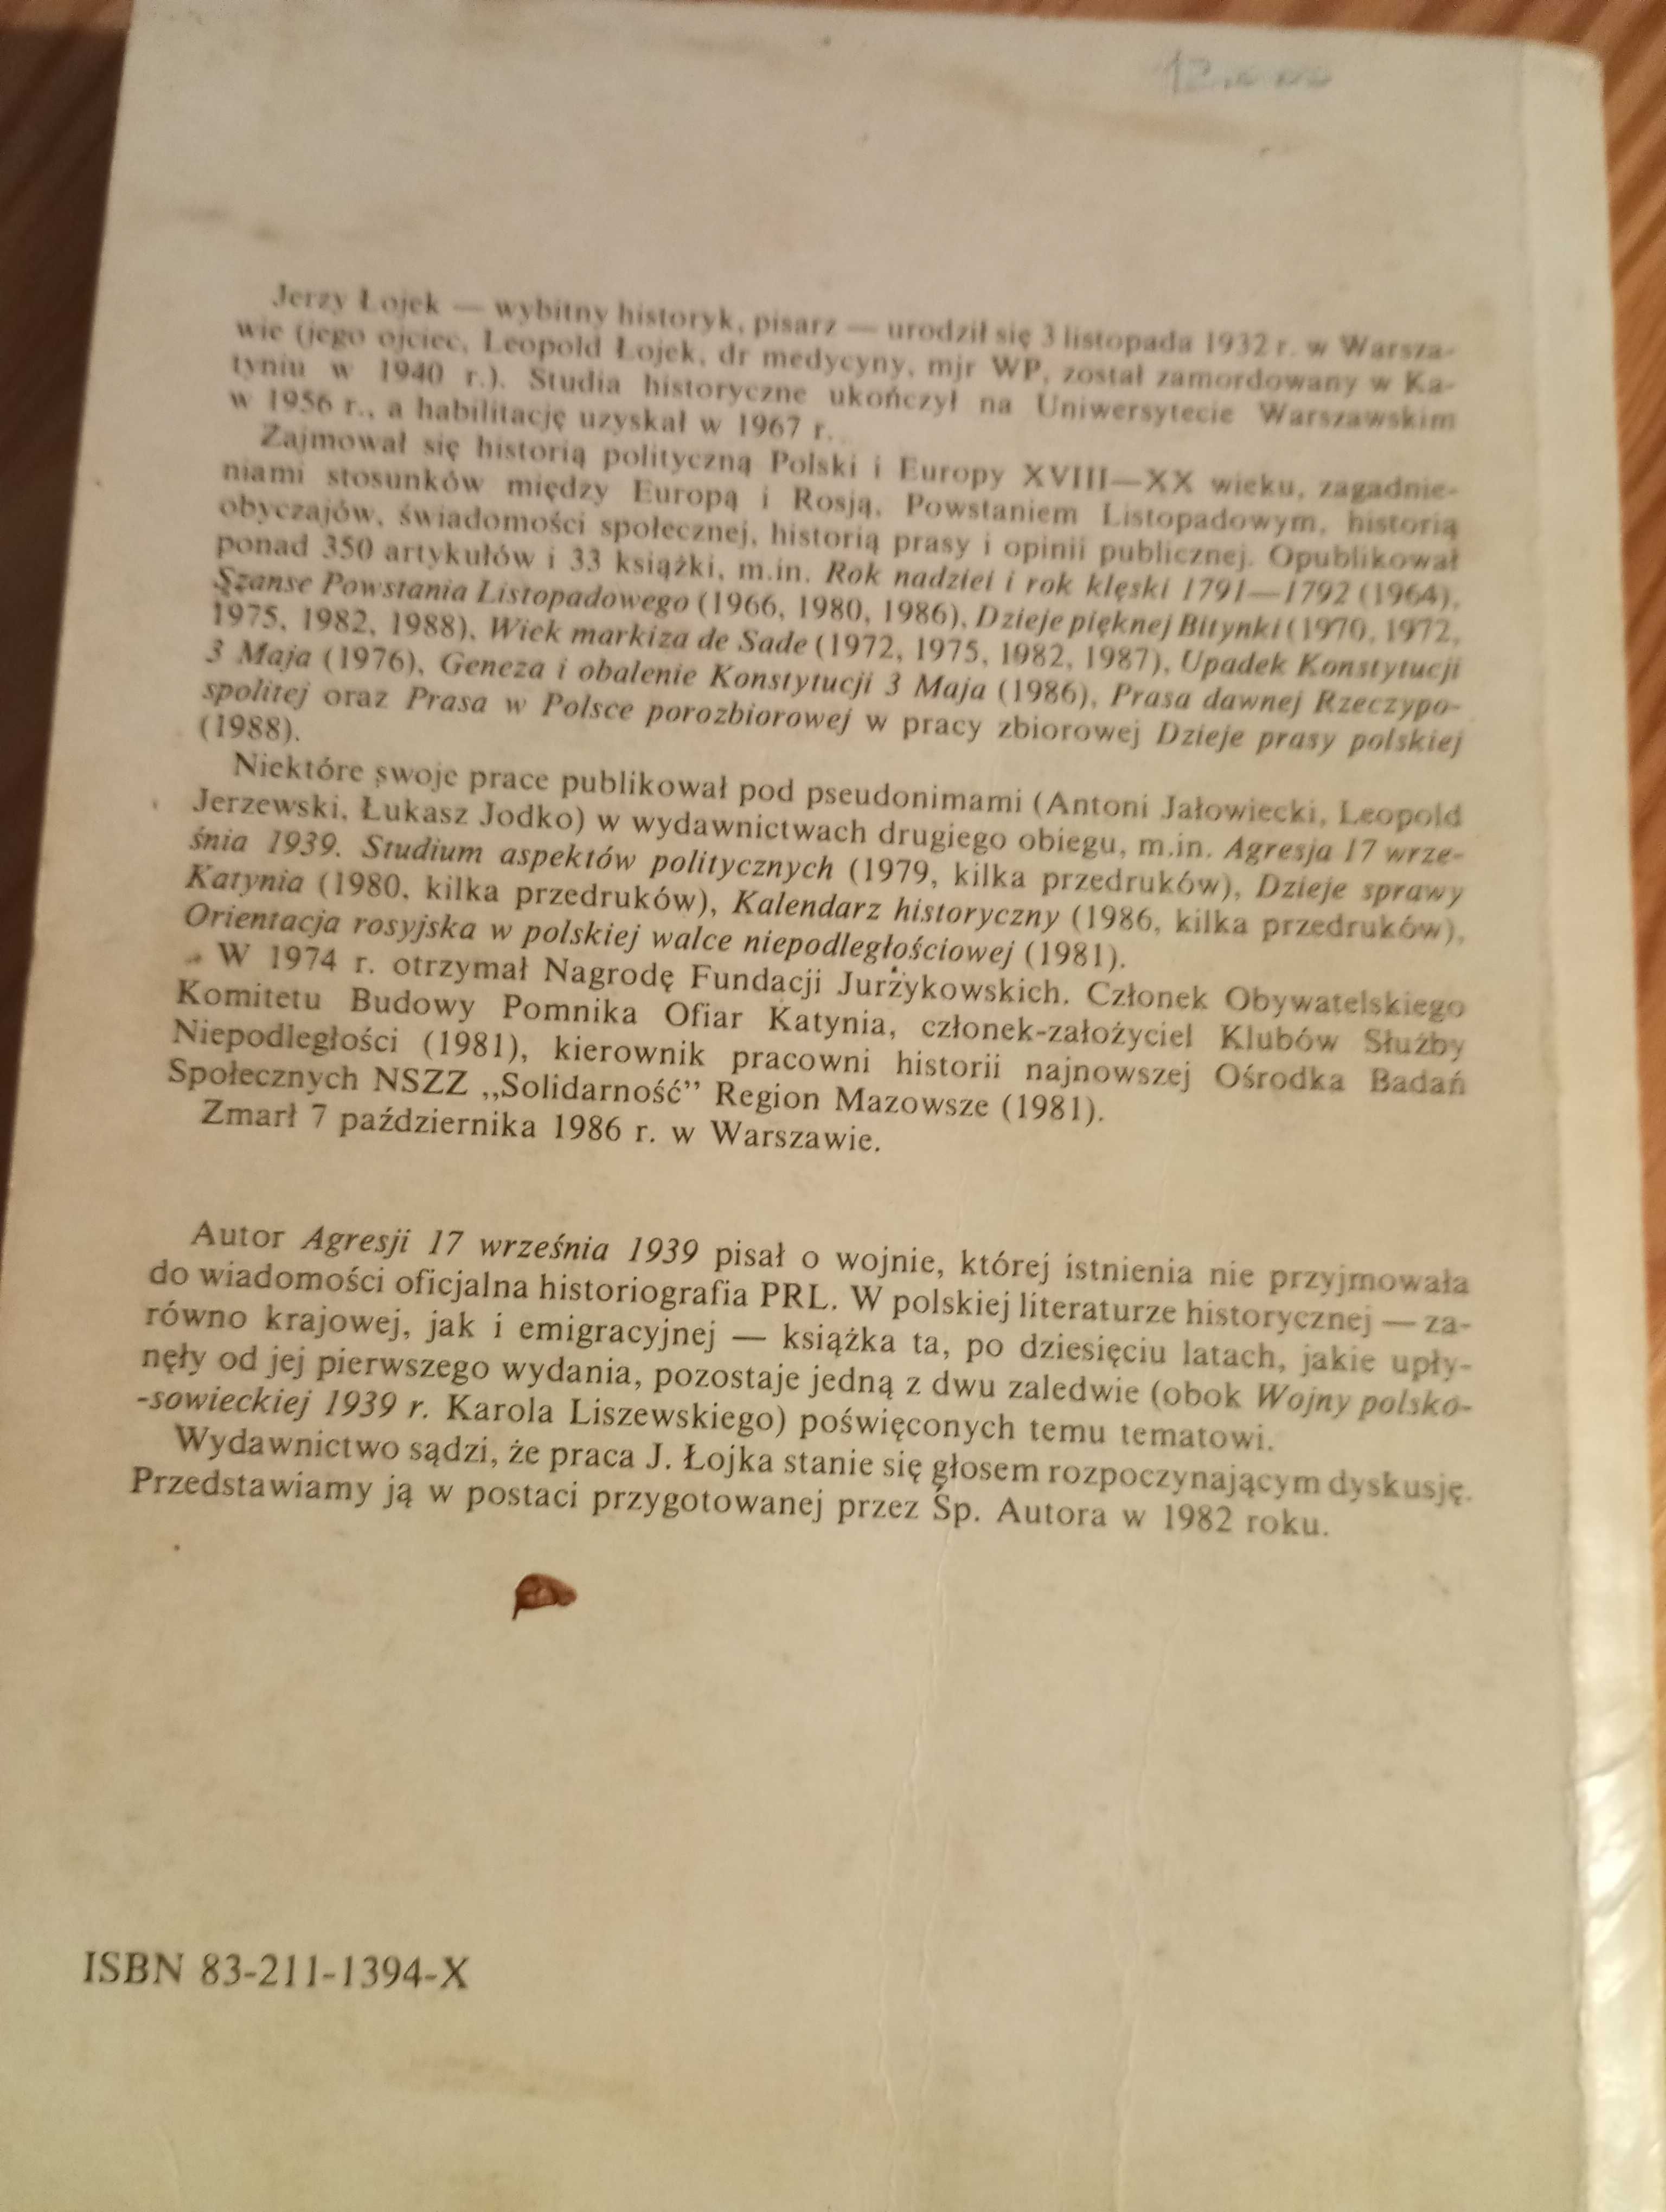 Jerzy Łojek — wybitny historyk, pisarz — urodził się 3 listopada 1932 r. w Warsza-
wie (jego ojciec, Leopold Łojek, dr medycyny, mjr WP, został zamordowany w Ka-
tyniu w 1940 r.). Studia historyczne ukończył na Uniwersytecie Warszawskim
w 1956 r., a habilitację uzyskał w 1967 r.
Zajmował się historią polityczną Polski i Europy XVIII—XX wieku, zagadnie-
niami stosunków między Europą i Rosją, Powstaniem Listopadowym, historią
obyczajów, świadomości społecznej, historią prasy i opinii publicznej. Opublikował
ponad 350 artykułów i 33 książki, m.in. Rok nadziei i rok klęski 1791—1792 (1964),
Szanse Powstania Listopadowego (1966, 1980, 1986), Dzieje pięknej Bitynki (1970, 1972,
1975, 1982, 1988), Wiek markiza de Sade (1972, 1975, 1982, 1987), Upadek Konstytucji
3 Maja (1976), Geneza i obalenie Konstytucji 3 Maja (1986), Prasa dawnej Rzeczypo-
spolitej oraz Prasa w Polsce porozbiorowej w pracy zbiorowej Dzieje prasy polskiej
(1988).
Niektóre swoje prace publikował pod pseudonimami (Antoni Jałowiecki, Leopold
Jerzewski, Łukasz Jodko) w wydawnictwach drugiego obiegu, m.in. Agresja 17 wrze-
śnia 1939. Studium aspektów politycznych (1979, kilka przedruków), Dzieje sprawy
Katynia (1980, kilka przedruków), Kalendarz historyczny (1986, kilka przedruków),
Orientacja rosyjska w polskiej walce niepodległościowej (1981).
W 1974 r. otrzymał Nagrodę Fundacji Jurzykowskich. Członek Obywatelskiego
Komitetu Budowy Pomnika Ofiar Katynia, członek-założyciel Klubów Służby
Niepodległości (1981), kierownik pracowni historii najnowszej Ośrodka Badań
Społecznych NSZZ „Solidarność” Region Mazowsze (1981).
Zmarł 7 października 1986 r. w Warszawie.
Autor Agresji 17 września 1939 pisał o wojnie, której istnienia nie przyjmowała
do wiadomości oficjalna historiografia PRL. W polskiej literaturze historycznej — za-
równo krajowej, jak i emigracyjnej — książka ta, po dziesięciu latach, jakie upły-
nęły od jej pierwszego wydania, pozostaje jedną z dwu zaledwie (obok Wojny polsko-
-sowieckiej 1939 r. Karola Liszewskiego) poświęconych temu tematowi.
Wydawnictwo sądzi, że praca J. Łojka stanie się głosem rozpoczynającym dyskusję.
Przedstawiamy ją w postaci przygotowanej przez Śp. Autora w 1982 roku.
ISBN 83-211-1394-X